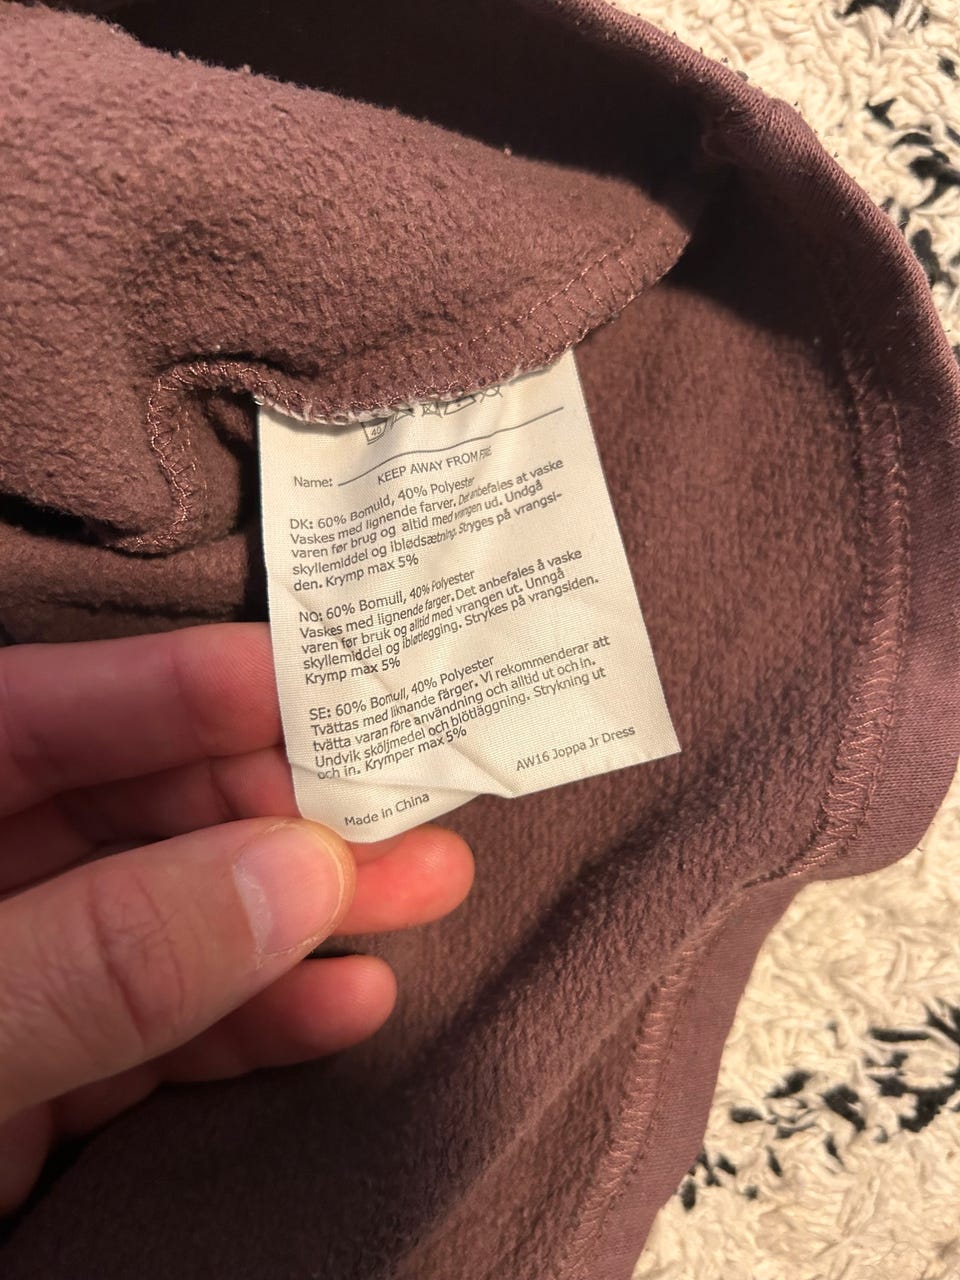 40
Name:
KEEP AWAY FROM FIRE
DK: 60% Bomuld, 40% Polyester
Vaskes med lignende farver. Det anbefales at vaske
varen før brug og altid med vrangen ud. Undgå
skyllemiddel og iblødsætning. Stryges på vrangsi-
den. Krymp max 5%
NO: 60% Bomull, 40% Polyester
Vaskes med lignende farger. Det anbefales å vaske
varen før bruk og alltid med vrangen ut. Unngå
skyllemiddel og ibløtlegging. Strykes på vrangsiden.
Krymp max 5%
SE: 60% Bomull, 40% Polyester
Tvättas med liknande färger. Vi rekommenderar att
tvätta varan före användning och alltid ut och in.
Undvik sköljmedel och blötläggning. Strykning ut
och in. Krymper max 5%
AW16 Joppa Jr Dress
Made in China